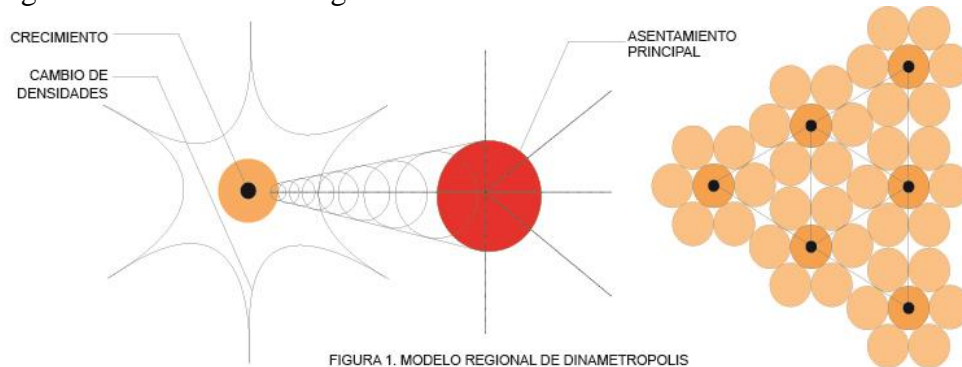 CRECIMIENTO
CAMBIO DE
DENSIDADES
ASENTAMIENTO
PRINCIPAL
FIGURA 1. MODELO REGIONAL DE DINAMETROPOLIS